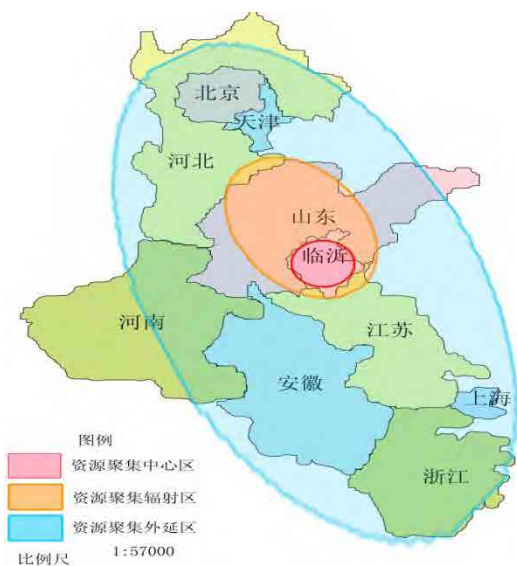 北京
天津
河北
山东
临沂
河南
江苏
安徽
上海
浙江
图例
资源聚集中心区
资源聚集辐射区
资源聚集外延区
比例尺 1:57000